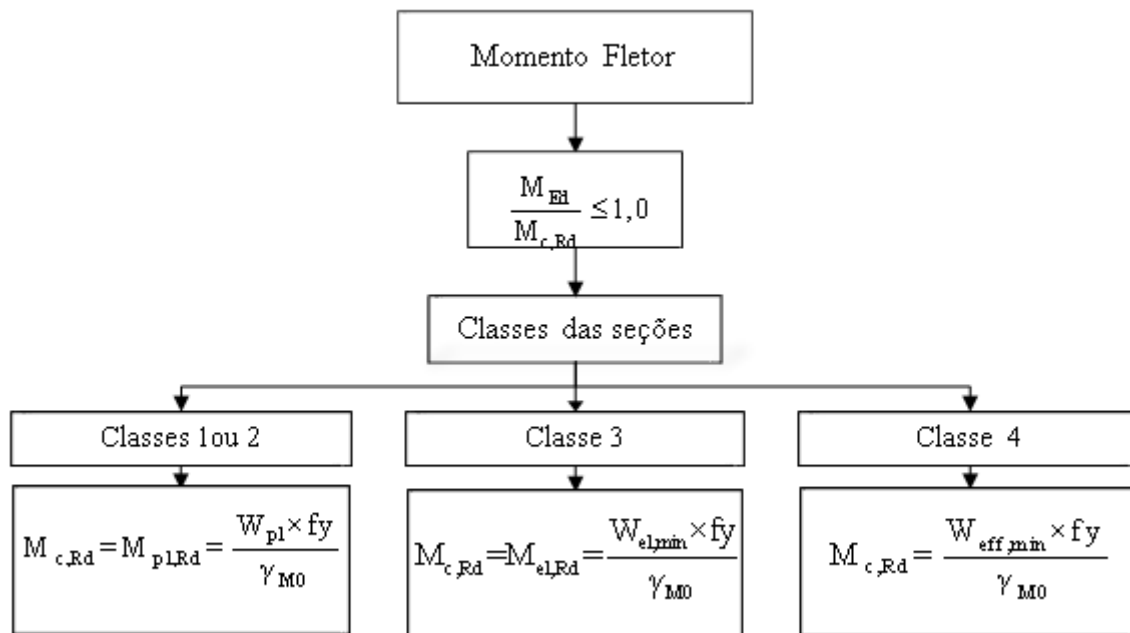 Momento Fletor
M_Ed / M_c,Rd ≤ 1,0
Classes das seções
Classes 1ou 2
Classe 3
Classe 4
M_c,Rd = M_pl,Rd = W_pl × fy / γ_M0
M_c,Rd = M_el,Rd = W_el,min × fy / γ_M0
M_c,Rd = W_eff,min × fy / γ_M0